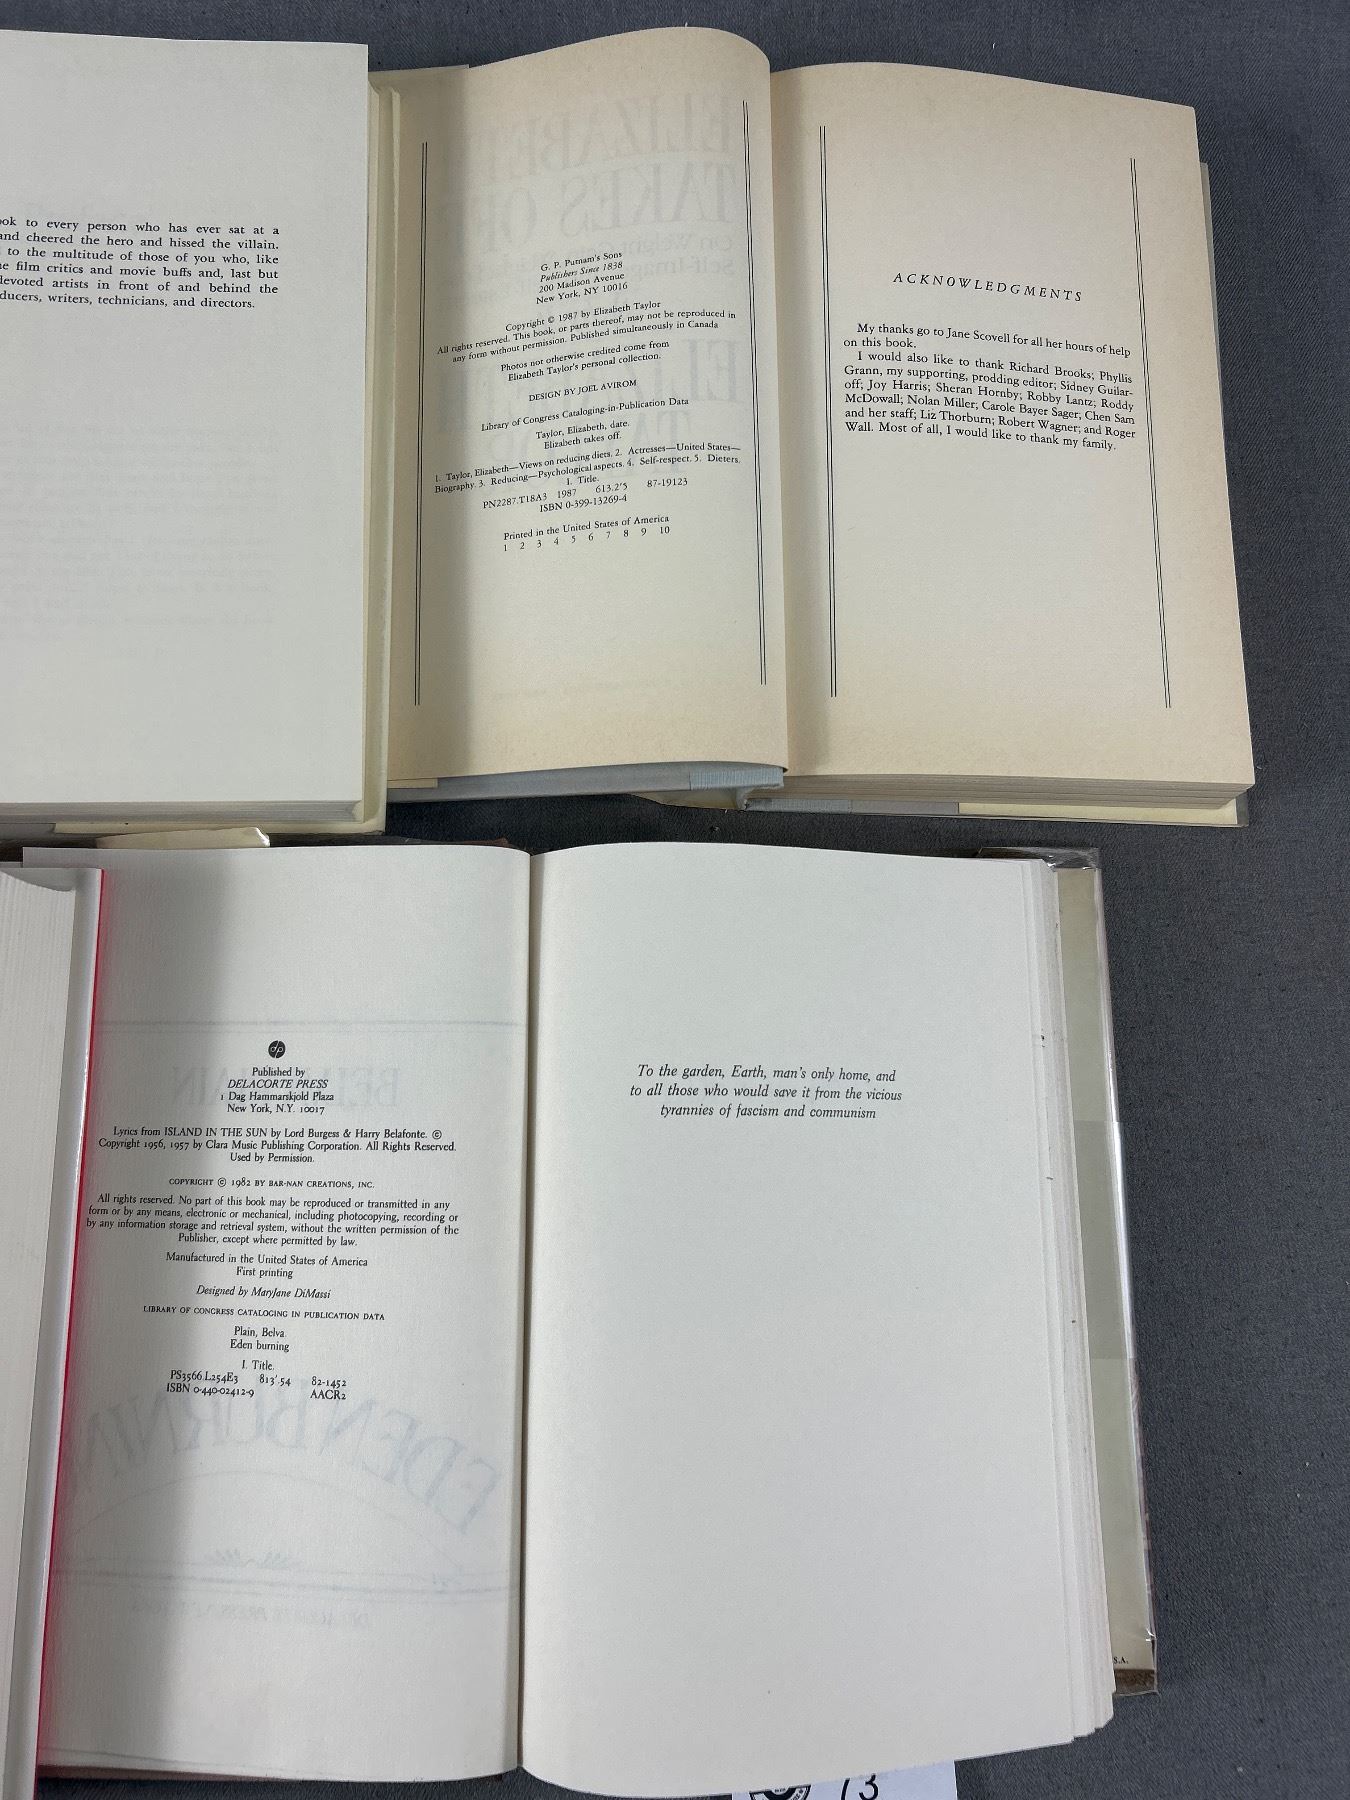 ok to every person who has ever sat at a
and cheered the hero and hissed the villain.
to the multitude of those of you who, like
film critics and movie buffs and, last but
devoted artists in front of and behind the
ducers, writers, technicians, and directors.
G. P. Putnam's Sons
Publishers Since 1838
200 Madison Avenue
New York, NY 10016
Copyright © 1987 by Elizabeth Taylor
All rights reserved. This book, or parts thereof, may not be reproduced in
any form without permission. Published simultaneously in Canada
Photos not otherwise credited come from
Elizabeth Taylor's personal collection.
DESIGN BY JOEL AVIROM
Library of Congress Cataloging-in-Publication Data
Taylor, Elizabeth, date.
Elizabeth takes off.
1. Taylor, Elizabeth—Views on reducing diets. 2. Actresses—United States—
Biography. 3. Reducing—Psychological aspects. 4. Self-respect. 5. Dieters.
I. Title.
PN2287.T18A3 1987 613.2'5 87-19123
ISBN 0-399-13269-4
Printed in the United States of America
1 2 3 4 5 6 7 8 9 10
ACKNOWLEDGMENTS
My thanks go to Jane Scovell for all her hours of help
on this book.
I would also like to thank Richard Brooks; Phyllis
Grann, my supporting, prodding editor; Sidney Guilar-
off; Joy Harris; Sheran Hornby; Robby Lantz; Roddy
McDowall; Nolan Miller; Carole Bayer Sager; Chen Sam
and her staff; Liz Thorburn; Robert Wagner; and Roger
Wall. Most of all, I would like to thank my family.
dp
Published by
DELACORTE PRESS
1 Dag Hammarskjold Plaza
New York, N.Y. 10017
Lyrics from ISLAND IN THE SUN by Lord Burgess & Harry Belafonte. ©
Copyright 1956, 1957 by Clara Music Publishing Corporation. All Rights Reserved.
Used by Permission.
COPYRIGHT © 1982 BY BAR-NAN CREATIONS, INC.
All rights reserved. No part of this book may be reproduced or transmitted in any
form or by any means, electronic or mechanical, including photocopying, recording or
by any information storage and retrieval system, without the written permission of the
Publisher, except where permitted by law.
Manufactured in the United States of America
First printing
Designed by MaryJane DiMassi
LIBRARY OF CONGRESS CATALOGING IN PUBLICATION DATA
Plain, Belva.
Eden burning
I. Title.
PS3566.L254E3 813'.54 82-1452
ISBN 0-440-02412-9 AACR2
To the garden, Earth, man's only home, and
to all those who would save it from the vicious
tyrannies of fascism and communism
S.A.
73